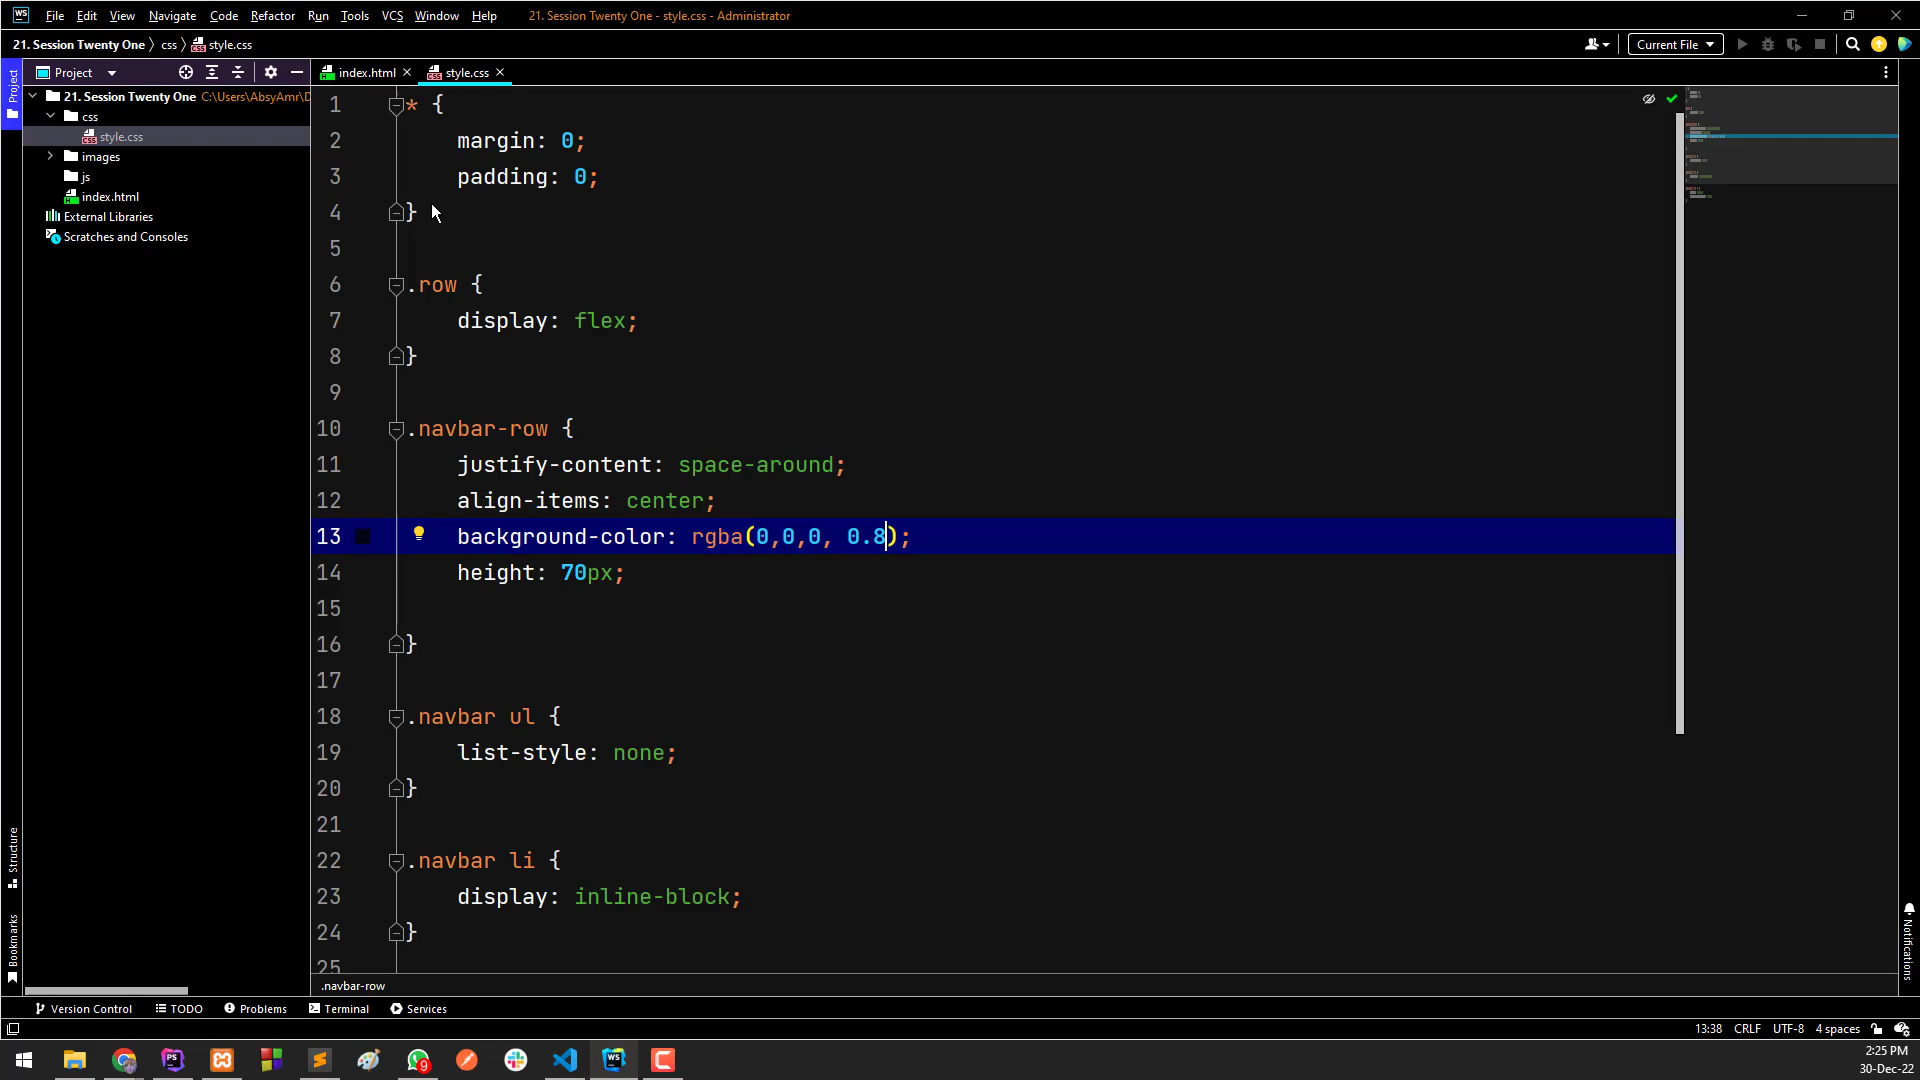 WS File Edit View Navigate Code Refactor Run Tools VCS Window Help 21. Session Twenty One - style.css - Administrator
21. Session Twenty One css style.css Current File
Project index.html style.css
Project
21. Session Twenty One C:\Users\AbsyAmr\D
css
style.css
images
js
index.html
External Libraries
Scratches and Consoles
1 * {
2 margin: 0;
3 padding: 0;
4 }
5
6 .row {
7 display: flex;
8 }
9
10 .navbar-row {
11 justify-content: space-around;
12 align-items: center;
13 background-color: rgba(0,0,0, 0.8);
14 height: 70px;
15
16 }
17
18 .navbar ul {
19 list-style: none;
20 }
21
22 .navbar li {
23 display: inline-block;
24 }
25
Structure
Bookmarks
Notifications
.navbar-row
Version Control TODO Problems Terminal Services
13:38 CRLF UTF-8 4 spaces
PS 9 WS
2:25 PM
30-Dec-22